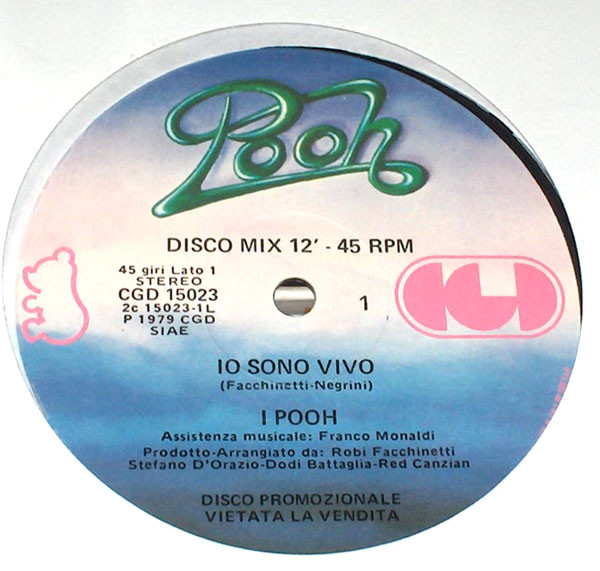 Pooh
DISCO MIX 12' - 45 RPM
45 giri Lato 1
STEREO
CGD 15023
2c 15023-1L
P 1979 CGD
SIAE
1
IO SONO VIVO
(Facchinetti-Negrini)
I POOH
Assistenza musicale: Franco Monaldi
Prodotto-Arrangiato da: Robi Facchinetti
Stefano D'Orazio-Dodi Battaglia-Red Canzian
DISCO PROMOZIONALE
VIETATA LA VENDITA